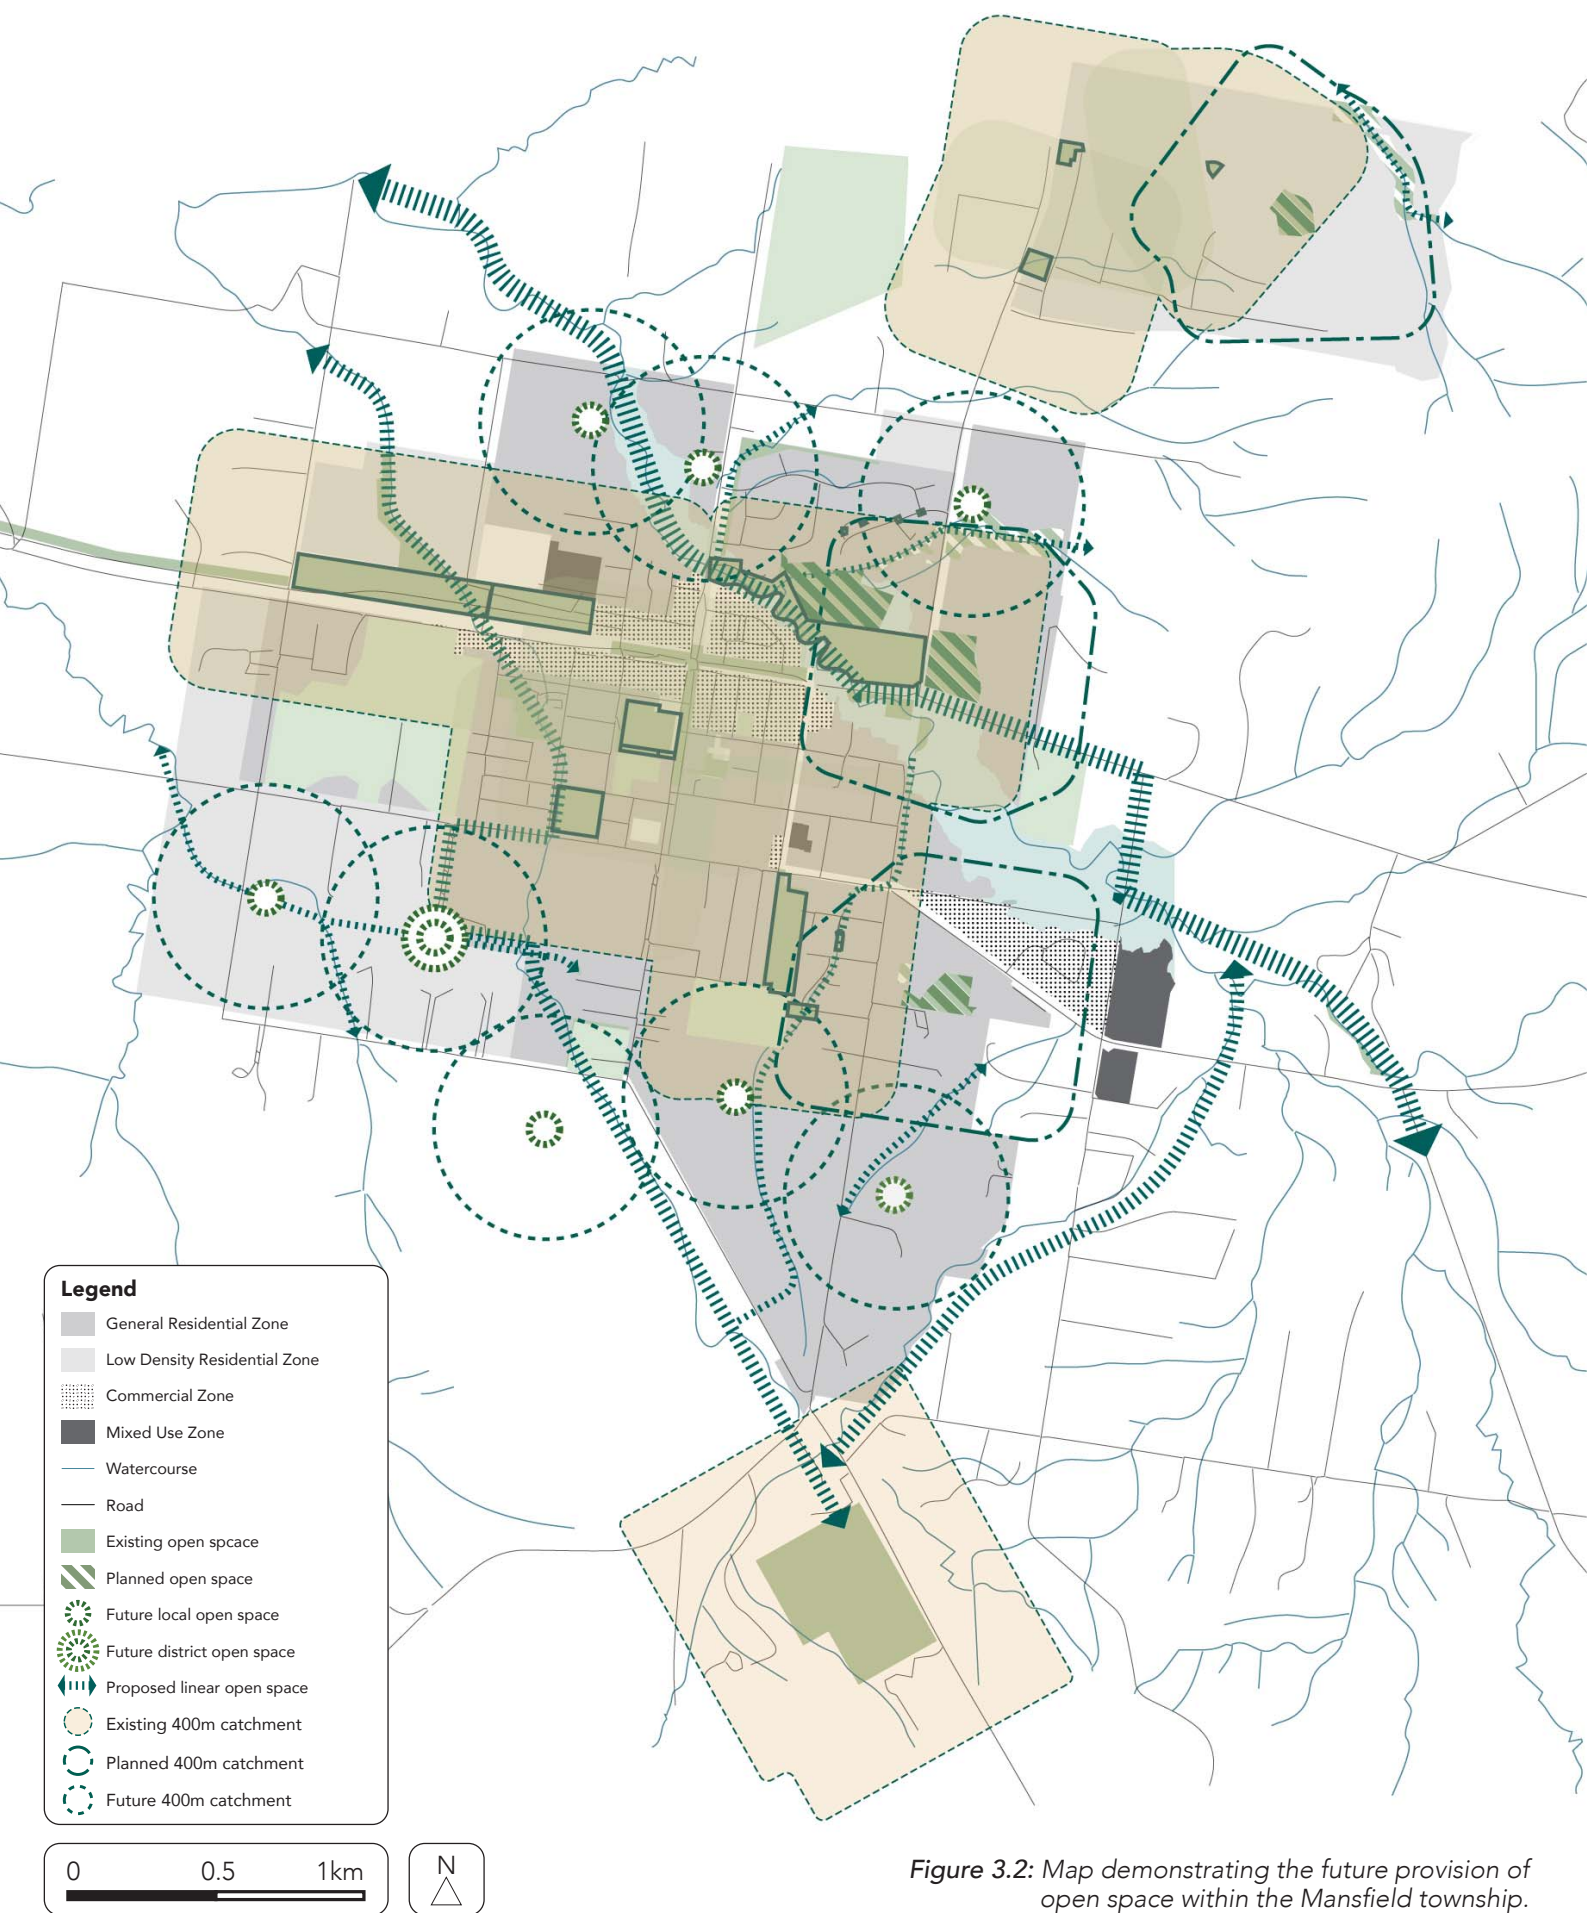 Legend
General Residential Zone
Low Density Residential Zone
Commercial Zone
Mixed Use Zone
Watercourse
Road
Existing open spcace
Planned open space
Future local open space
Future district open space
Proposed linear open space
Existing 400m catchment
Planned 400m catchment
Future 400m catchment
0 0.5 1km
N
Figure 3.2: Map demonstrating the future provision of
open space within the Mansfield township.